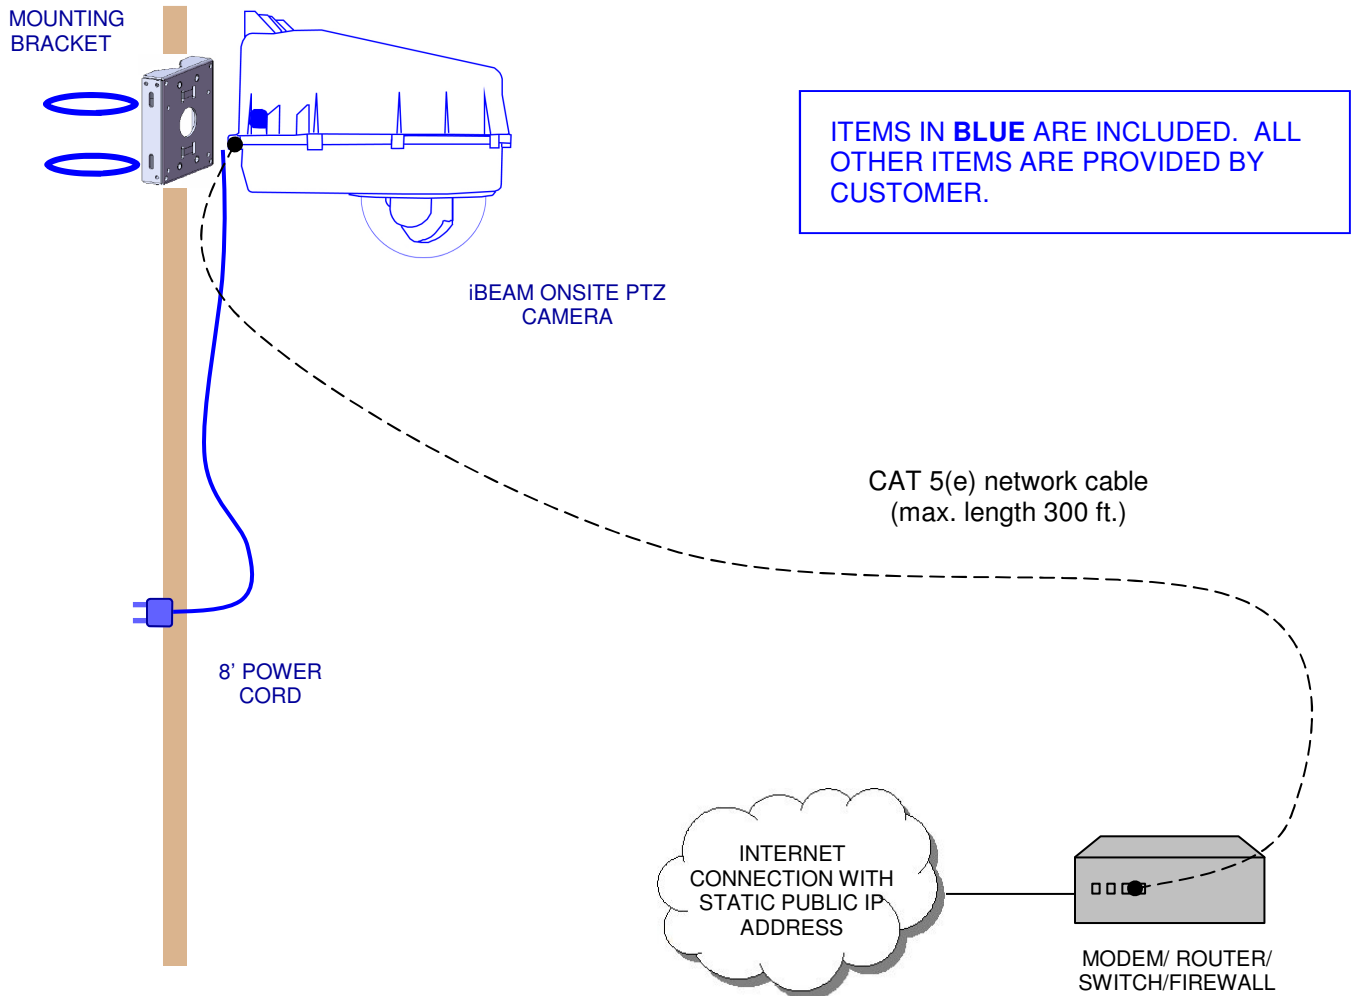 MOUNTING
BRACKET
ITEMS IN BLUE ARE INCLUDED.  ALL
OTHER ITEMS ARE PROVIDED BY
CUSTOMER.
iBEAM ONSITE PTZ
CAMERA
CAT 5(e) network cable
(max. length 300 ft.)
8’ POWER
CORD
INTERNET
CONNECTION WITH
STATIC PUBLIC IP
ADDRESS
MODEM/ ROUTER/
SWITCH/FIREWALL